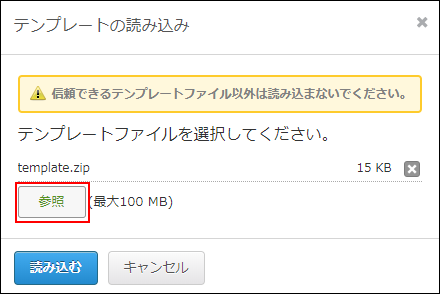 テンプレートの読み込み
信頼できるテンプレートファイル以外は読み込まないでください。
テンプレートファイルを選択してください。
template.zip 15 KB
参照 (最大100 MB)
読み込む キャンセル